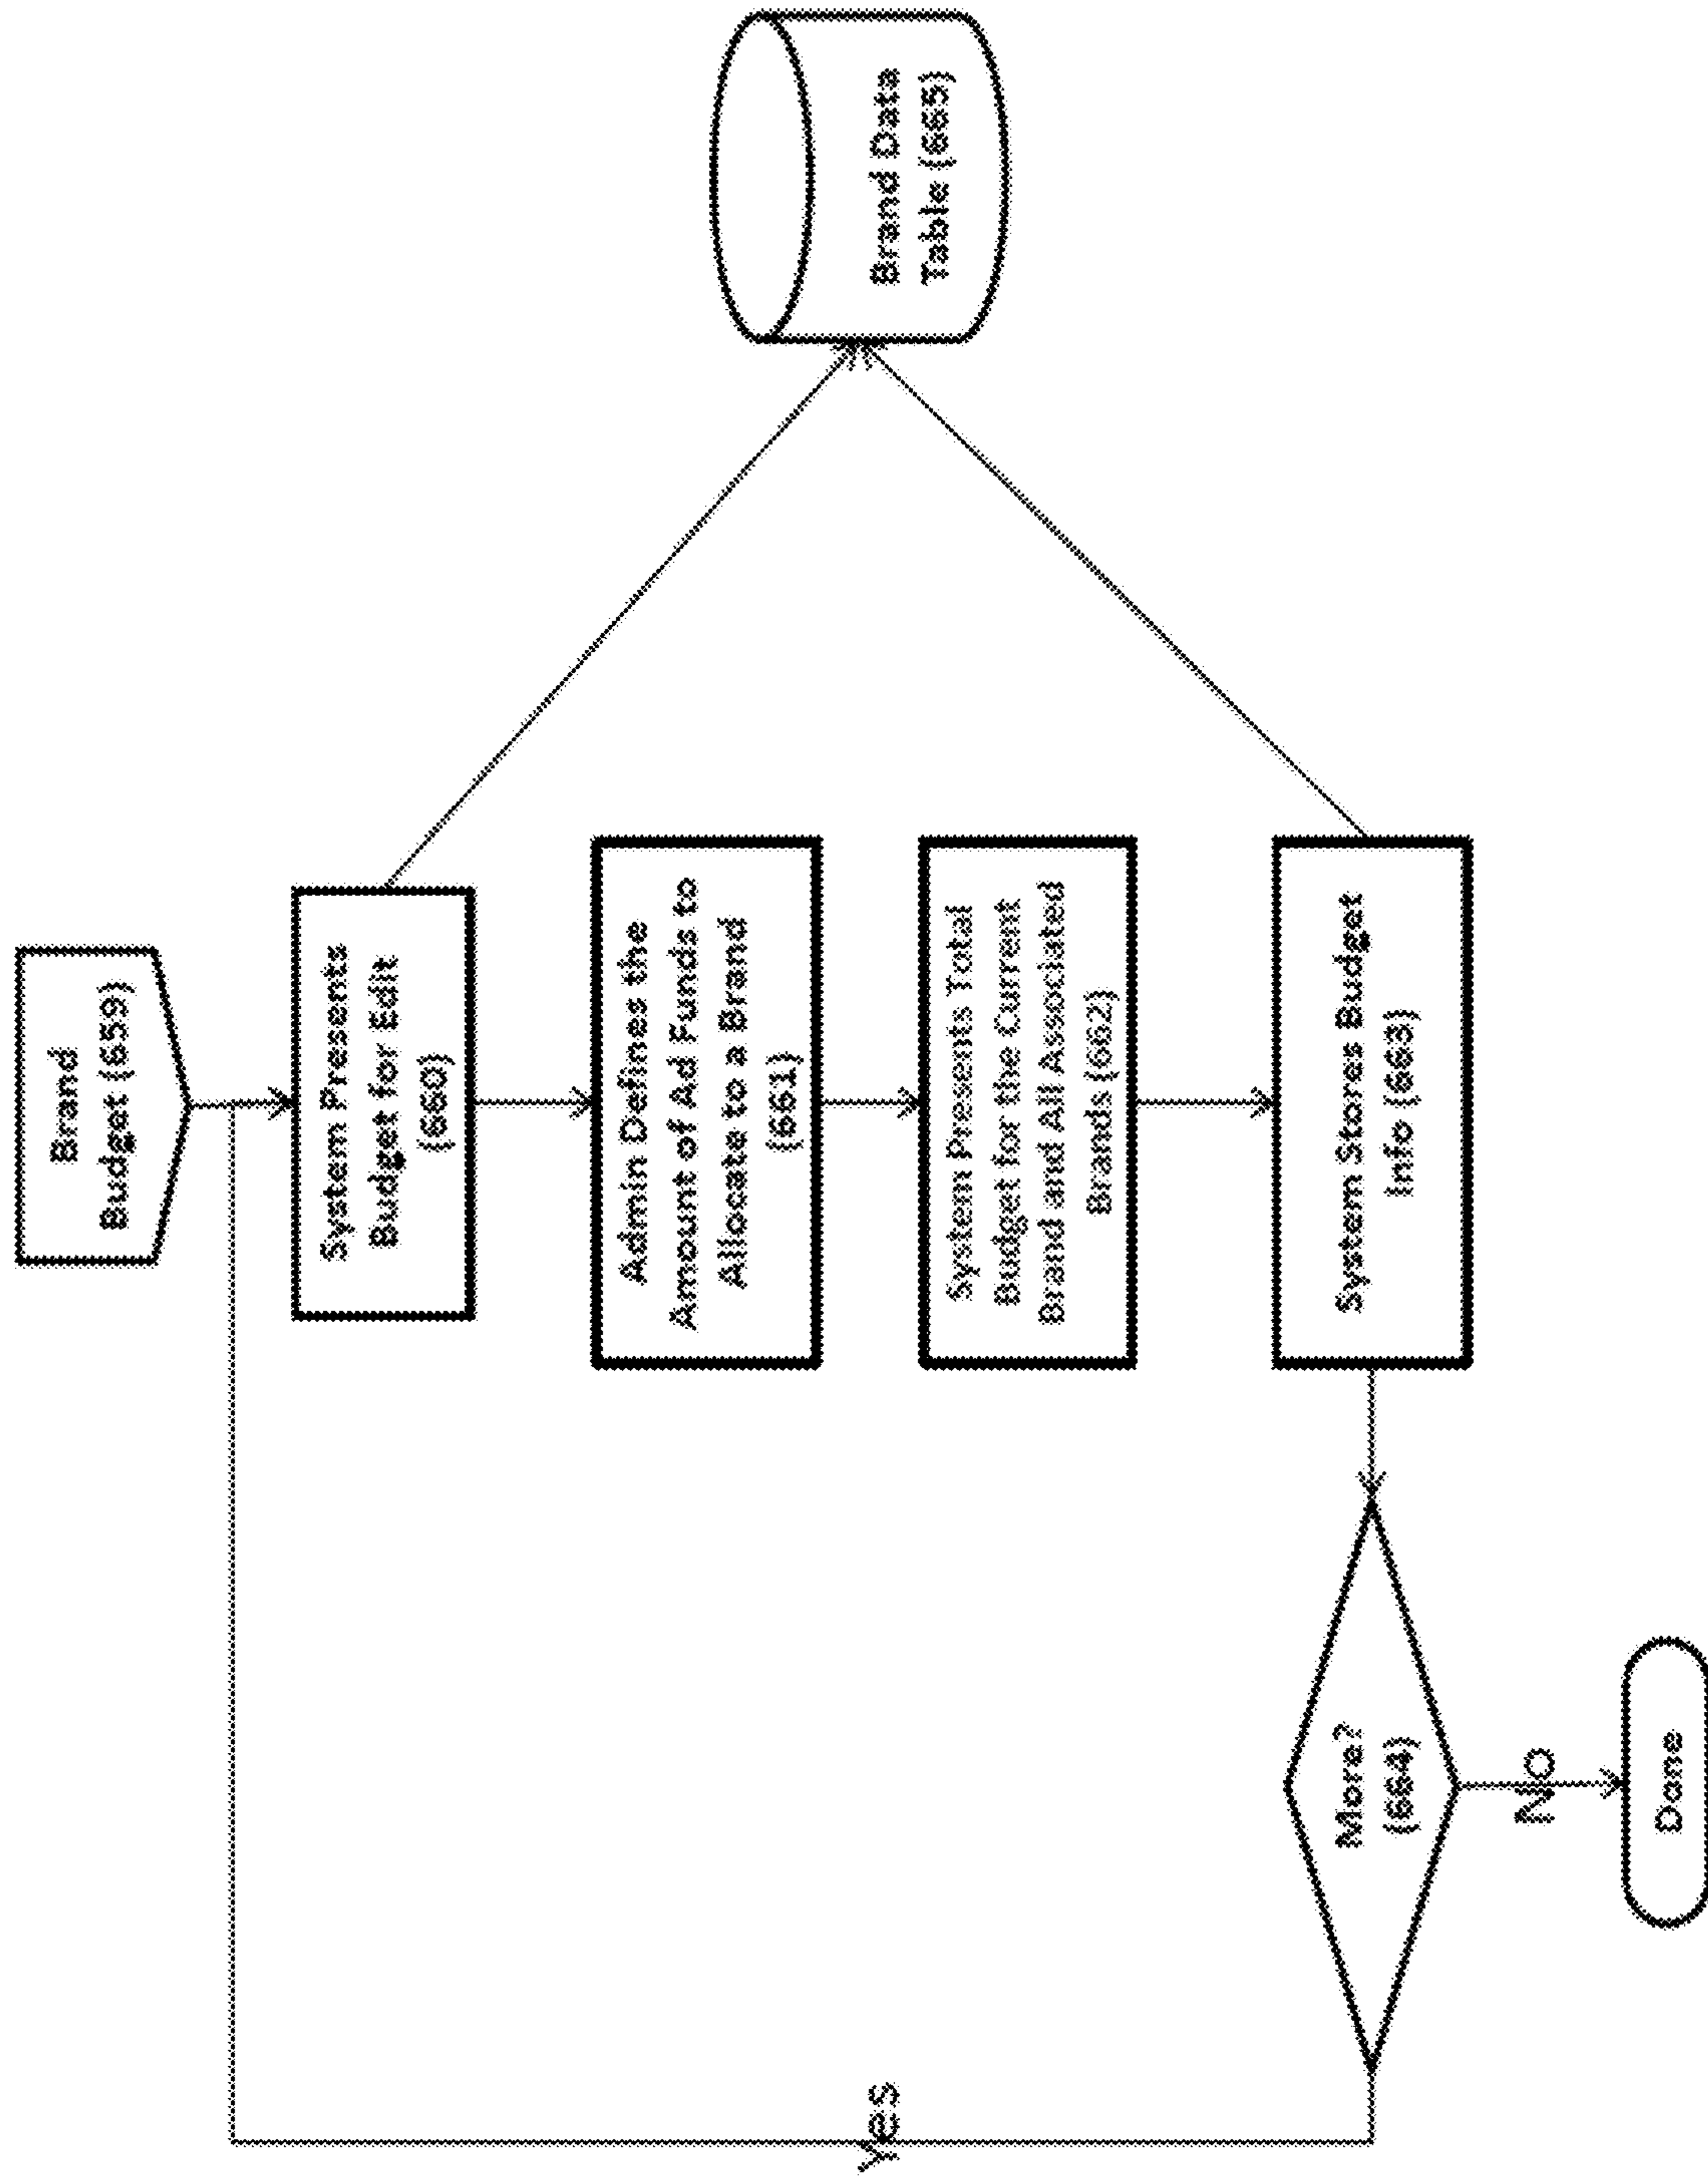 Brand
Budget (659)
System Presents
Budget for Edit
(660)
Admin Defines the
Amount of Ad Funds to
Allocate to a Brand
(661)
System Presents Total
Budget for the Current
Brand and All Associated
Brands (662)
System Stores Budget
Info (663)
Brand Data
Table (665)
More?
(664)
Yes
No
Done